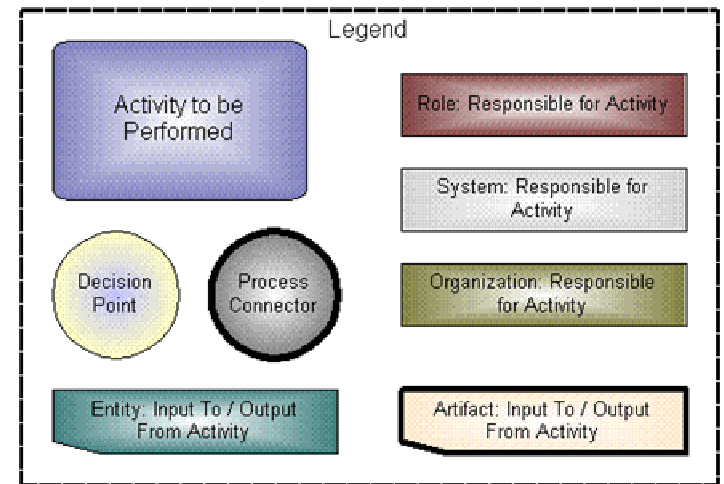 Legend
Activity to be
Performed
Role: Responsible for Activity
System: Responsible for
Activity
Decision
Point
Process
Connector
Organization: Responsible
for Activity
Entity: Input To / Output
From Activity
Artifact: Input To / Output
From Activity